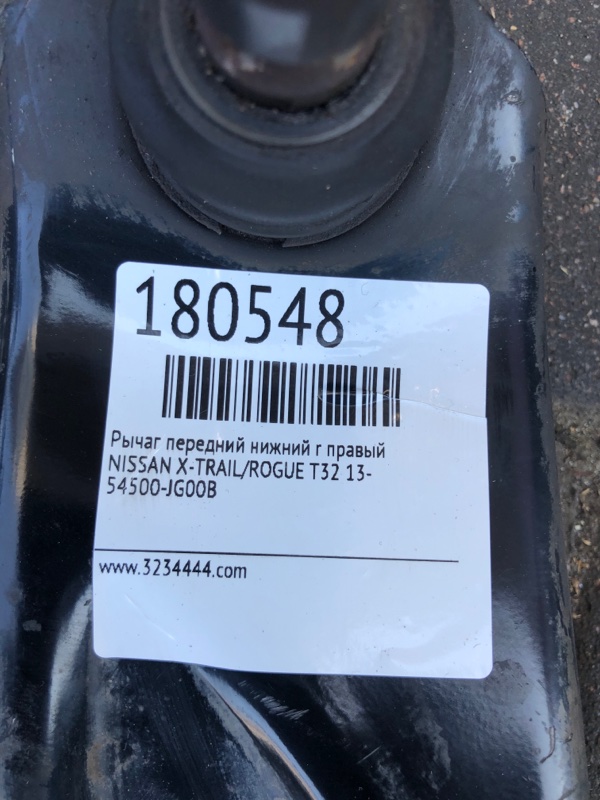 180548
Рычаг передний нижний г правый
NISSAN X-TRAIL/ROGUE T32 13-
54500-JG00B
www.3234444.com